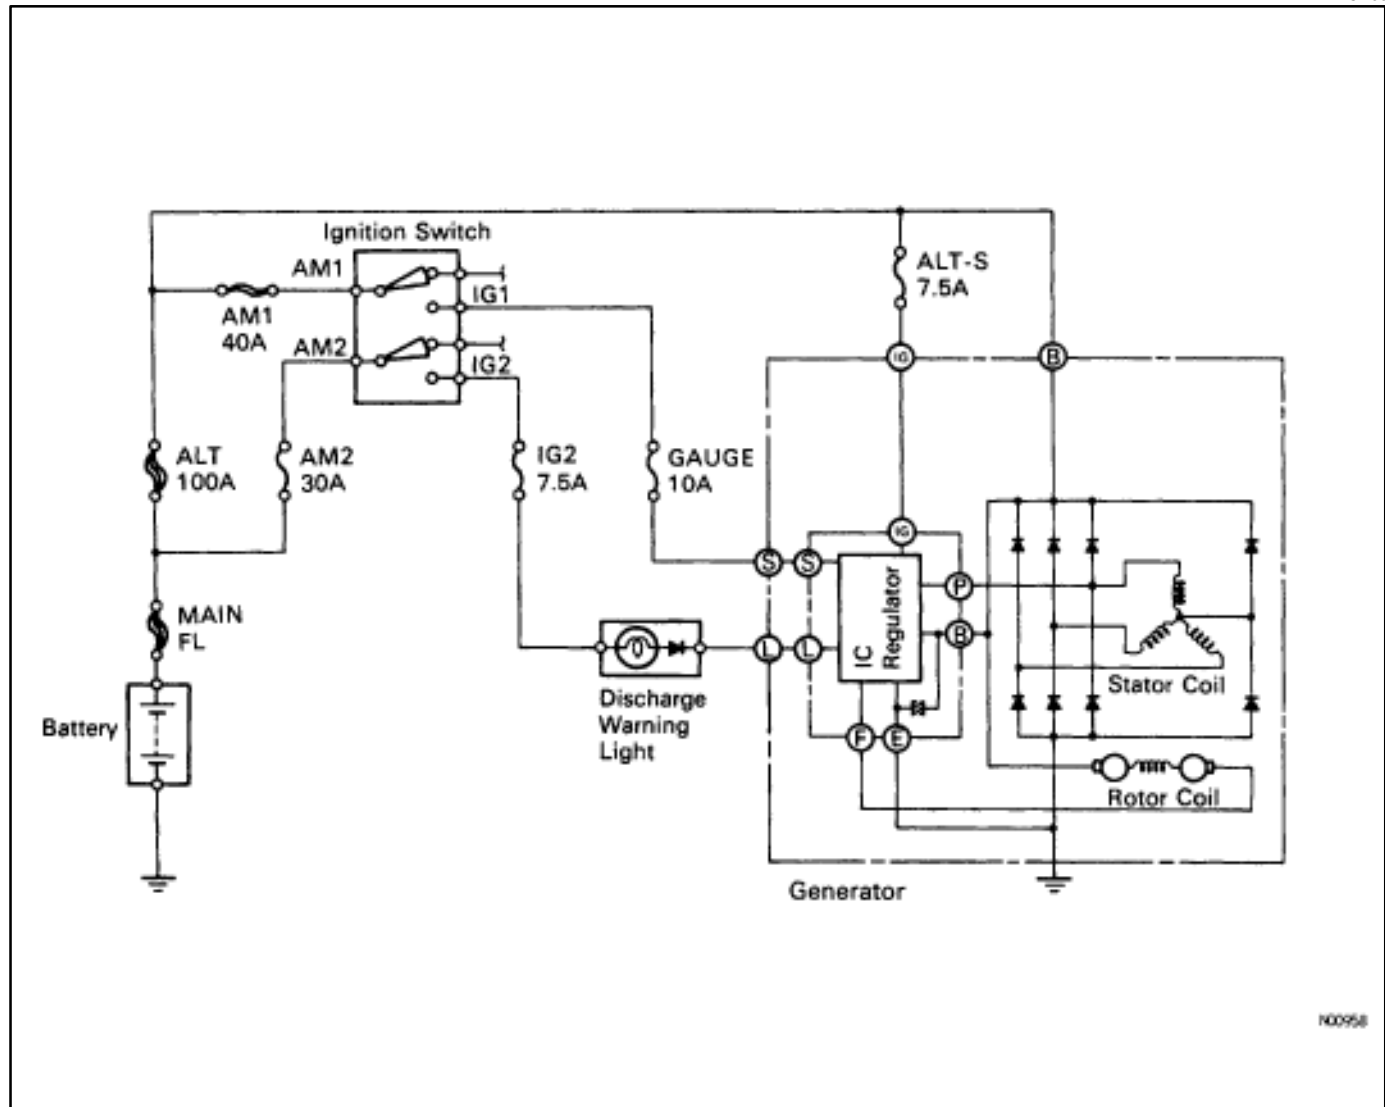 Ignition Switch
AM1
AM1
40A
IG1
AM2
IG2
ALT-S
7.5A
IG
B
ALT
100A
AM2
30A
IG2
7.5A
GAUGE
10A
IG
S
S
P
B
L
L
IC
Regulator
F
E
MAIN
FL
Battery
Discharge
Warning
Light
Stator Coil
Rotor Coil
Generator
N00958